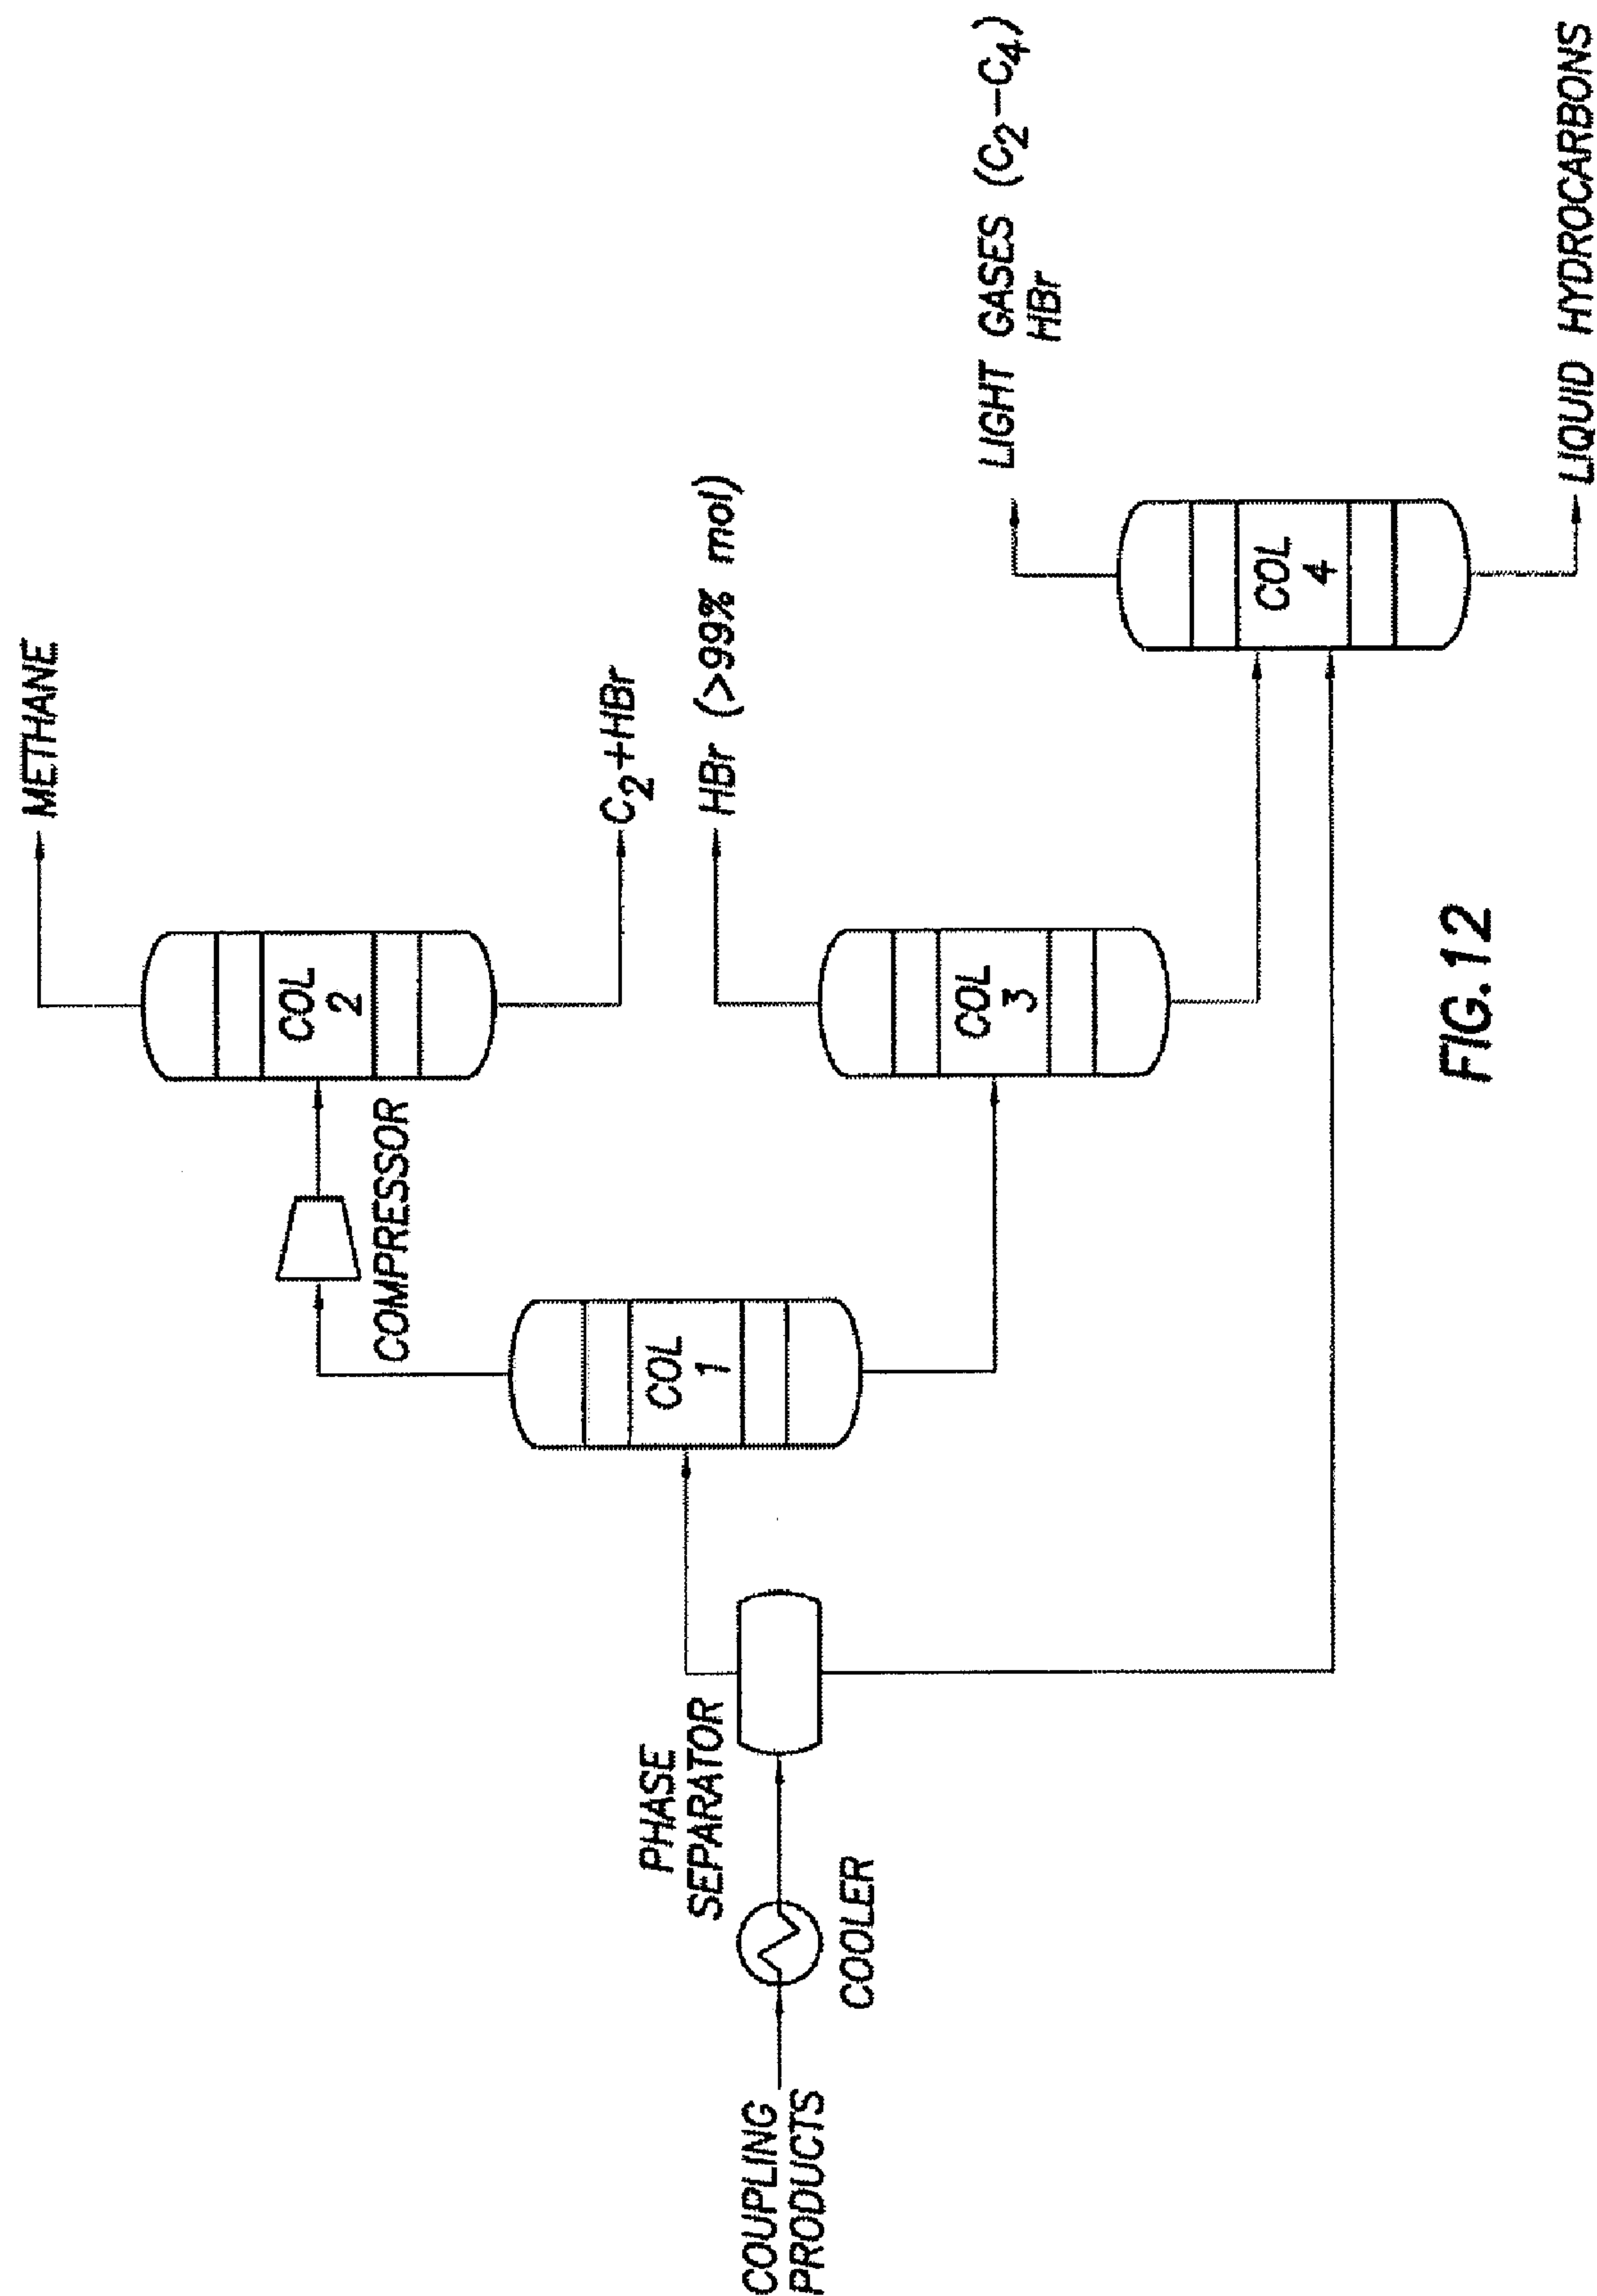 METHANE
COL
2
C₂+HBr
COMPRESSOR
COL
1
HBr (>99% mol)
COL
3
PHASE
SEPARATOR
COUPLING
PRODUCTS
COOLER
LIGHT GASES (C₂-C₄)
HBr
COL
4
LIQUID HYDROCARBONS
FIG.12